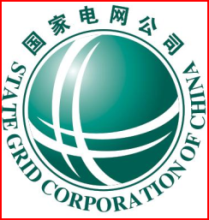 国家电网公司
STATE GRID CORPORATION OF CHINA